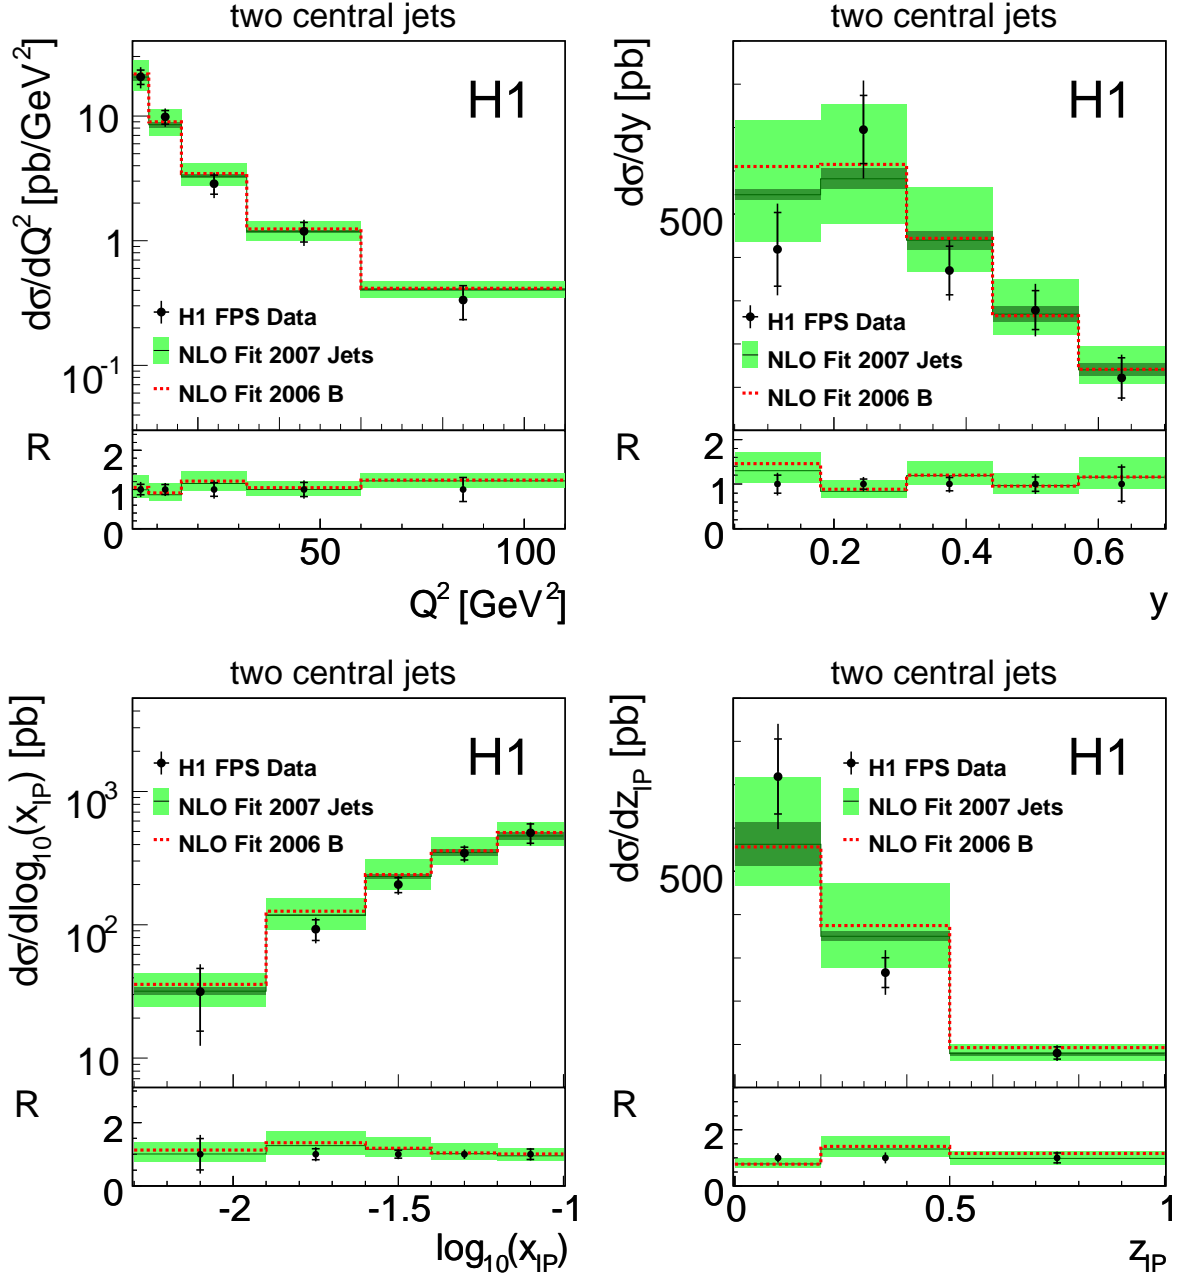 two central jets
dσ/dQ² [pb/GeV²]
H1
10
1
10⁻¹
H1 FPS Data
NLO Fit 2007 Jets
NLO Fit 2006 B
R
2
1
0
50
100
Q² [GeV²]
two central jets
dσ/dy [pb]
H1
500
H1 FPS Data
NLO Fit 2007 Jets
NLO Fit 2006 B
R
2
1
0
0.2
0.4
0.6
y
two central jets
dσ/dlog₁₀(x_IP) [pb]
H1
10³
10²
10
H1 FPS Data
NLO Fit 2007 Jets
NLO Fit 2006 B
R
2
0
-2
-1.5
-1
log₁₀(x_IP)
two central jets
dσ/dz_IP [pb]
H1
500
H1 FPS Data
NLO Fit 2007 Jets
NLO Fit 2006 B
R
2
0
0
0.5
1
z_IP